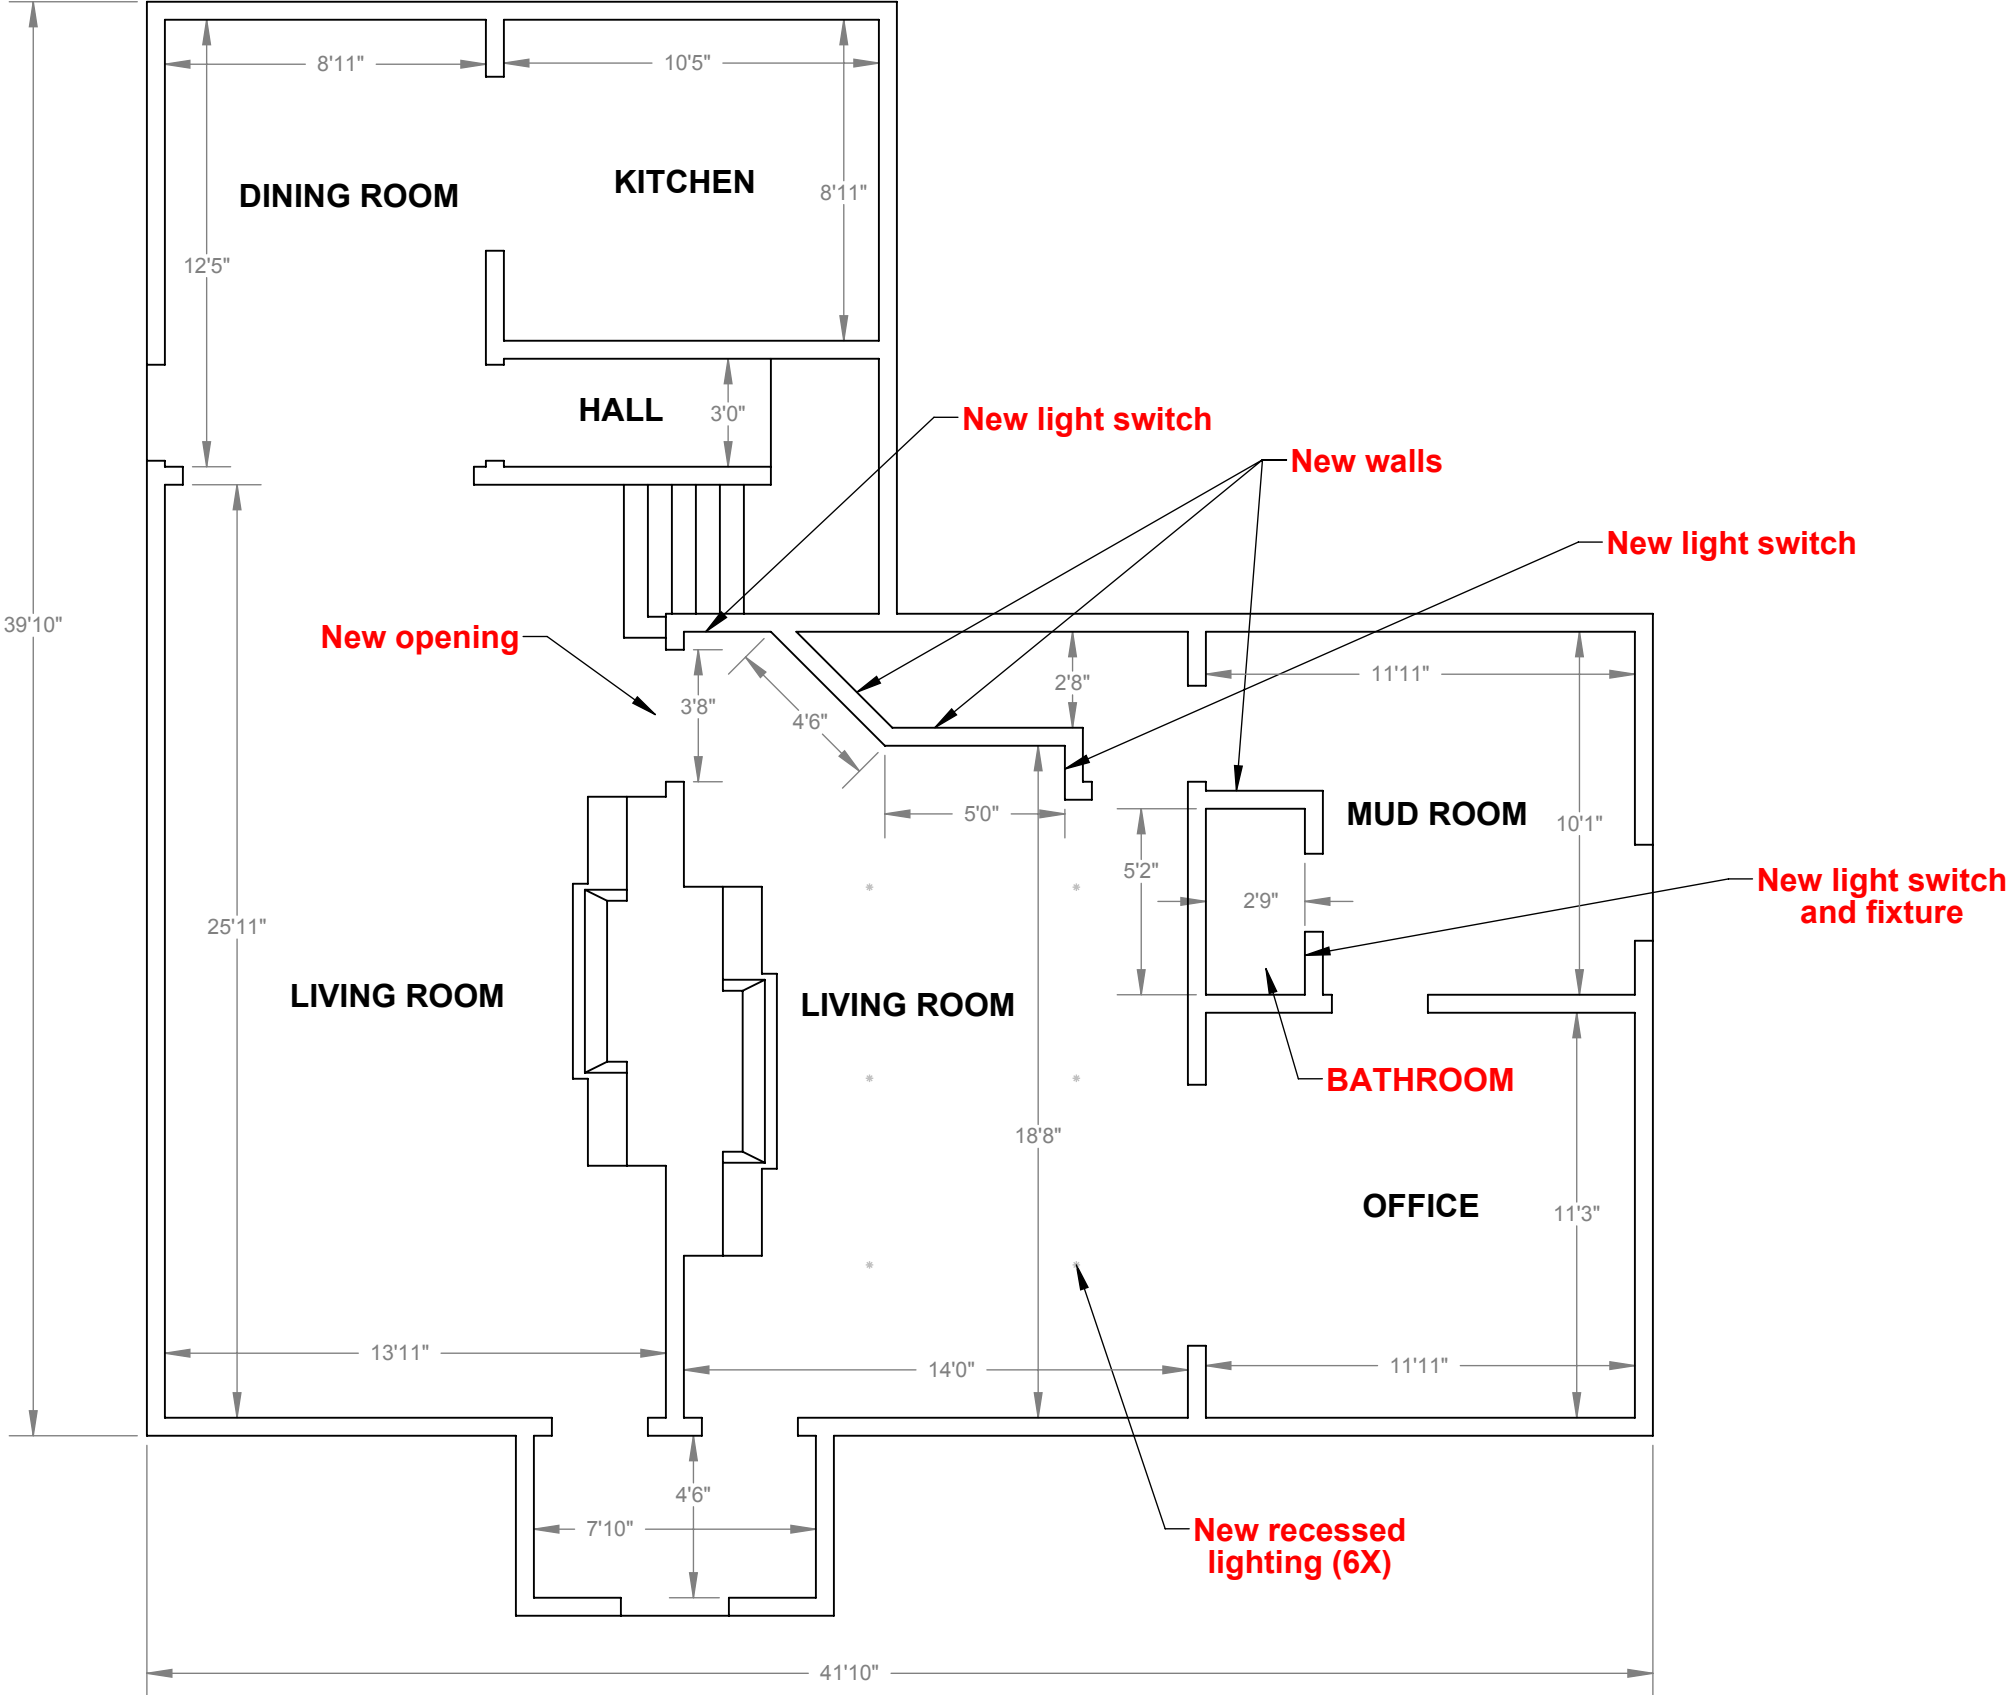 8'11"
10'5"
DINING ROOM
KITCHEN
8'11"
12'5"
HALL
3'0"
New light switch
New walls
New light switch
39'10"
New opening
2'8"
11'11"
3'8"
4'6"
5'0"
MUD ROOM
10'1"
5'2"
2'9"
New light switch
and fixture
25'11"
LIVING ROOM
LIVING ROOM
BATHROOM
18'8"
OFFICE
11'3"
13'11"
14'0"
11'11"
4'6"
7'10"
New recessed
lighting (6X)
41'10"